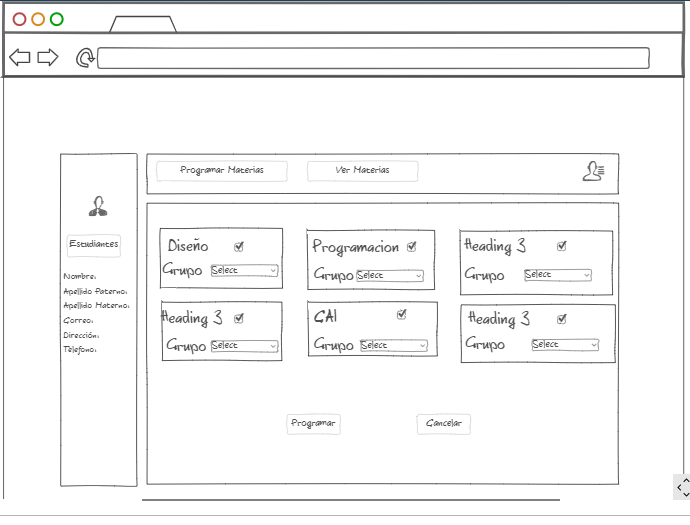 Programar Materias
Ver Materias
Estudiantes
Nombre:
Apellido Paterno:
Apellido Materno:
Correo:
Dirección:
Telefono:
Diseño
Grupo Select
Programacion
Grupo Select
Heading 3
Grupo Select
Heading 3
Grupo Select
CAI
Grupo Select
Heading 3
Grupo Select
Programar
Cancelar